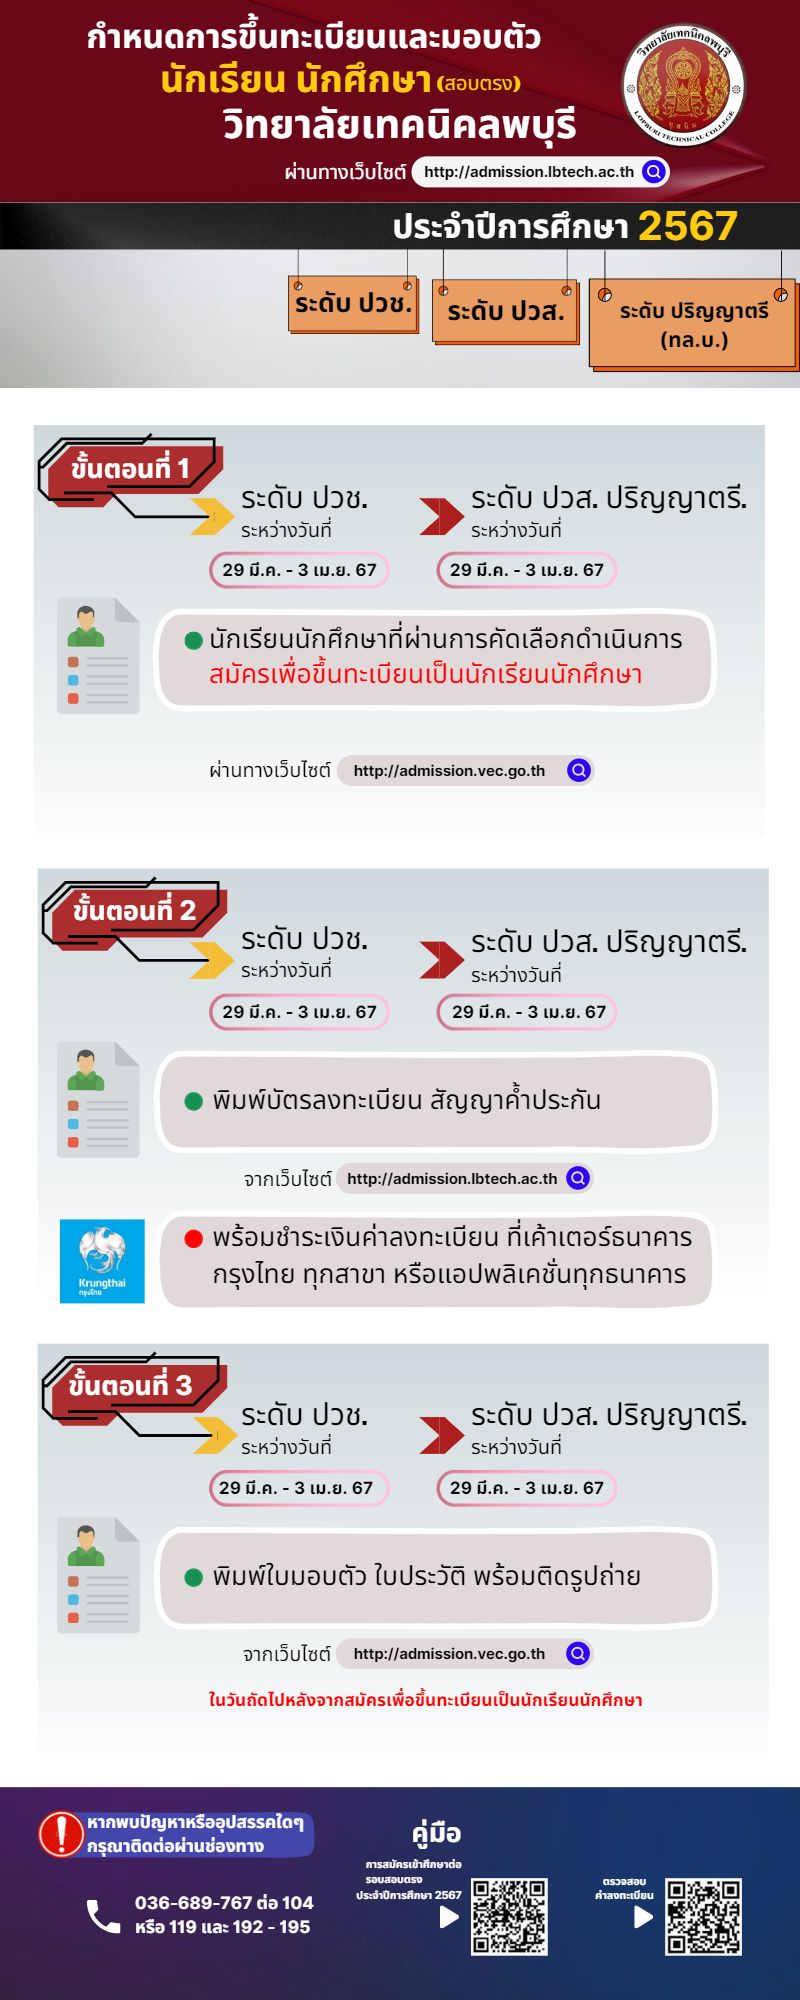 กำหนดการขึ้นทะเบียนและมอบตัว
นักเรียน นักศึกษา (สอบตรง)
วิทยาลัยเทคนิคลพบุรี
ผ่านทางเว็บไซต์ http://admission.lbtech.ac.th
วิทยาลัยเทคนิคลพบุรี
LOPBURI TECHNICAL COLLEGE
ประจำปีการศึกษา 2567
ระดับ ปวช.
ระดับ ปวส.
ระดับ ปริญญาตรี
(ทล.บ.)
ขั้นตอนที่ 1
ระดับ ปวช.
ระหว่างวันที่
29 มี.ค. - 3 เม.ย. 67
ระดับ ปวส. ปริญญาตรี.
ระหว่างวันที่
29 มี.ค. - 3 เม.ย. 67
นักเรียนนักศึกษาที่ผ่านการคัดเลือกดำเนินการ
สมัครเพื่อขึ้นทะเบียนเป็นนักเรียนนักศึกษา
ผ่านทางเว็บไซต์ http://admission.vec.go.th
ขั้นตอนที่ 2
ระดับ ปวช.
ระหว่างวันที่
29 มี.ค. - 3 เม.ย. 67
ระดับ ปวส. ปริญญาตรี.
ระหว่างวันที่
29 มี.ค. - 3 เม.ย. 67
พิมพ์บัตรลงทะเบียน สัญญาค้ำประกัน
จากเว็บไซต์ http://admission.lbtech.ac.th
Krungthai
กรุงไทย
พร้อมชำระเงินค่าลงทะเบียน ที่เค้าเตอร์ธนาคาร
กรุงไทย ทุกสาขา หรือแอปพลิเคชั่นทุกธนาคาร
ขั้นตอนที่ 3
ระดับ ปวช.
ระหว่างวันที่
29 มี.ค. - 3 เม.ย. 67
ระดับ ปวส. ปริญญาตรี.
ระหว่างวันที่
29 มี.ค. - 3 เม.ย. 67
พิมพ์ใบมอบตัว ใบประวัติ พร้อมติดรูปถ่าย
จากเว็บไซต์ http://admission.vec.go.th
ในวันถัดไปหลังจากสมัครเพื่อขึ้นทะเบียนเป็นนักเรียนนักศึกษา
หากพบปัญหาหรืออุปสรรคใดๆ
กรุณาติดต่อผ่านช่องทาง
036-689-767 ต่อ 104
หรือ 119 และ 192 - 195
คู่มือ
การสมัครเข้าศึกษาต่อ
รอบสอบตรง
ประจำปีการศึกษา 2567
ตรวจสอบ
ค่าลงทะเบียน